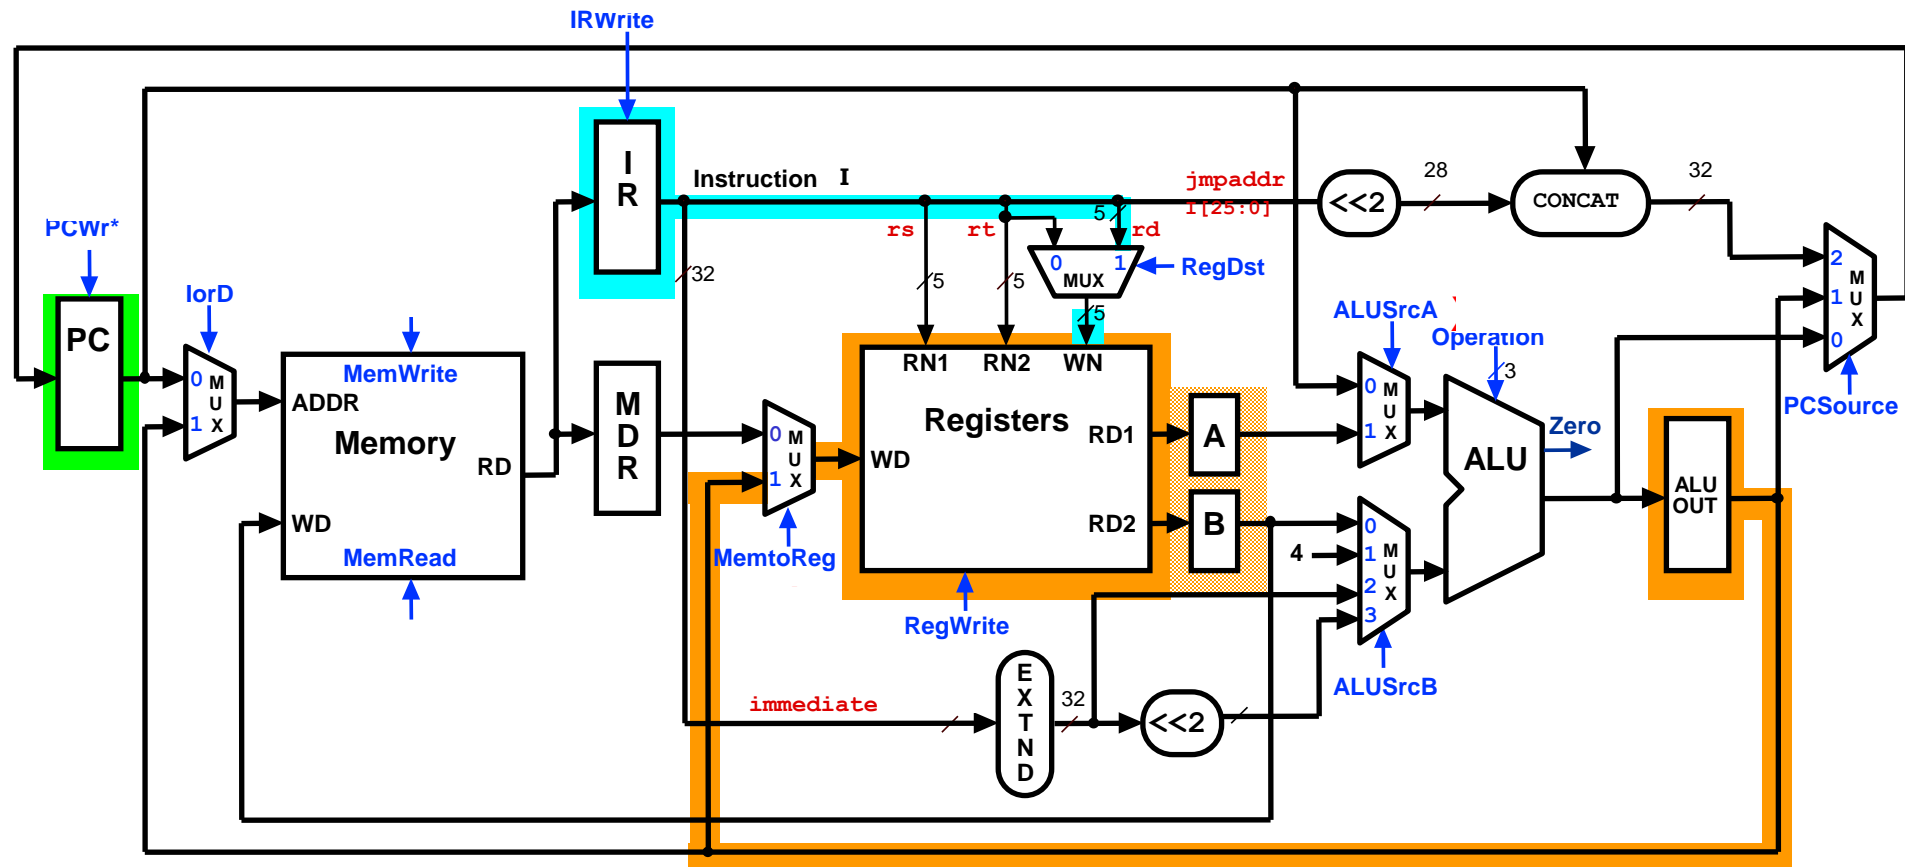 IRWrite
I
R
Instruction I
jmpaddr
I[25:0]
28
32
<<2
CONCAT
5
rs
rt
rd
PCWr*
IorD
32
5
5
0
1
MUX
RegDst
5
2
1
0
M
U
X
PCSource
PC
0
1
M
U
X
MemWrite
ADDR
Memory
RD
WD
MemRead
M
D
R
0
1
M
U
X
MemtoReg
RN1
RN2
WN
Registers
WD
RD1
RD2
RegWrite
A
B
ALUSrcA
0
1
M
U
X
Operation
3
Zero
ALU
ALU
OUT
4
0
1
2
3
M
U
X
ALUSrcB
immediate
E
X
T
N
D
32
<<2